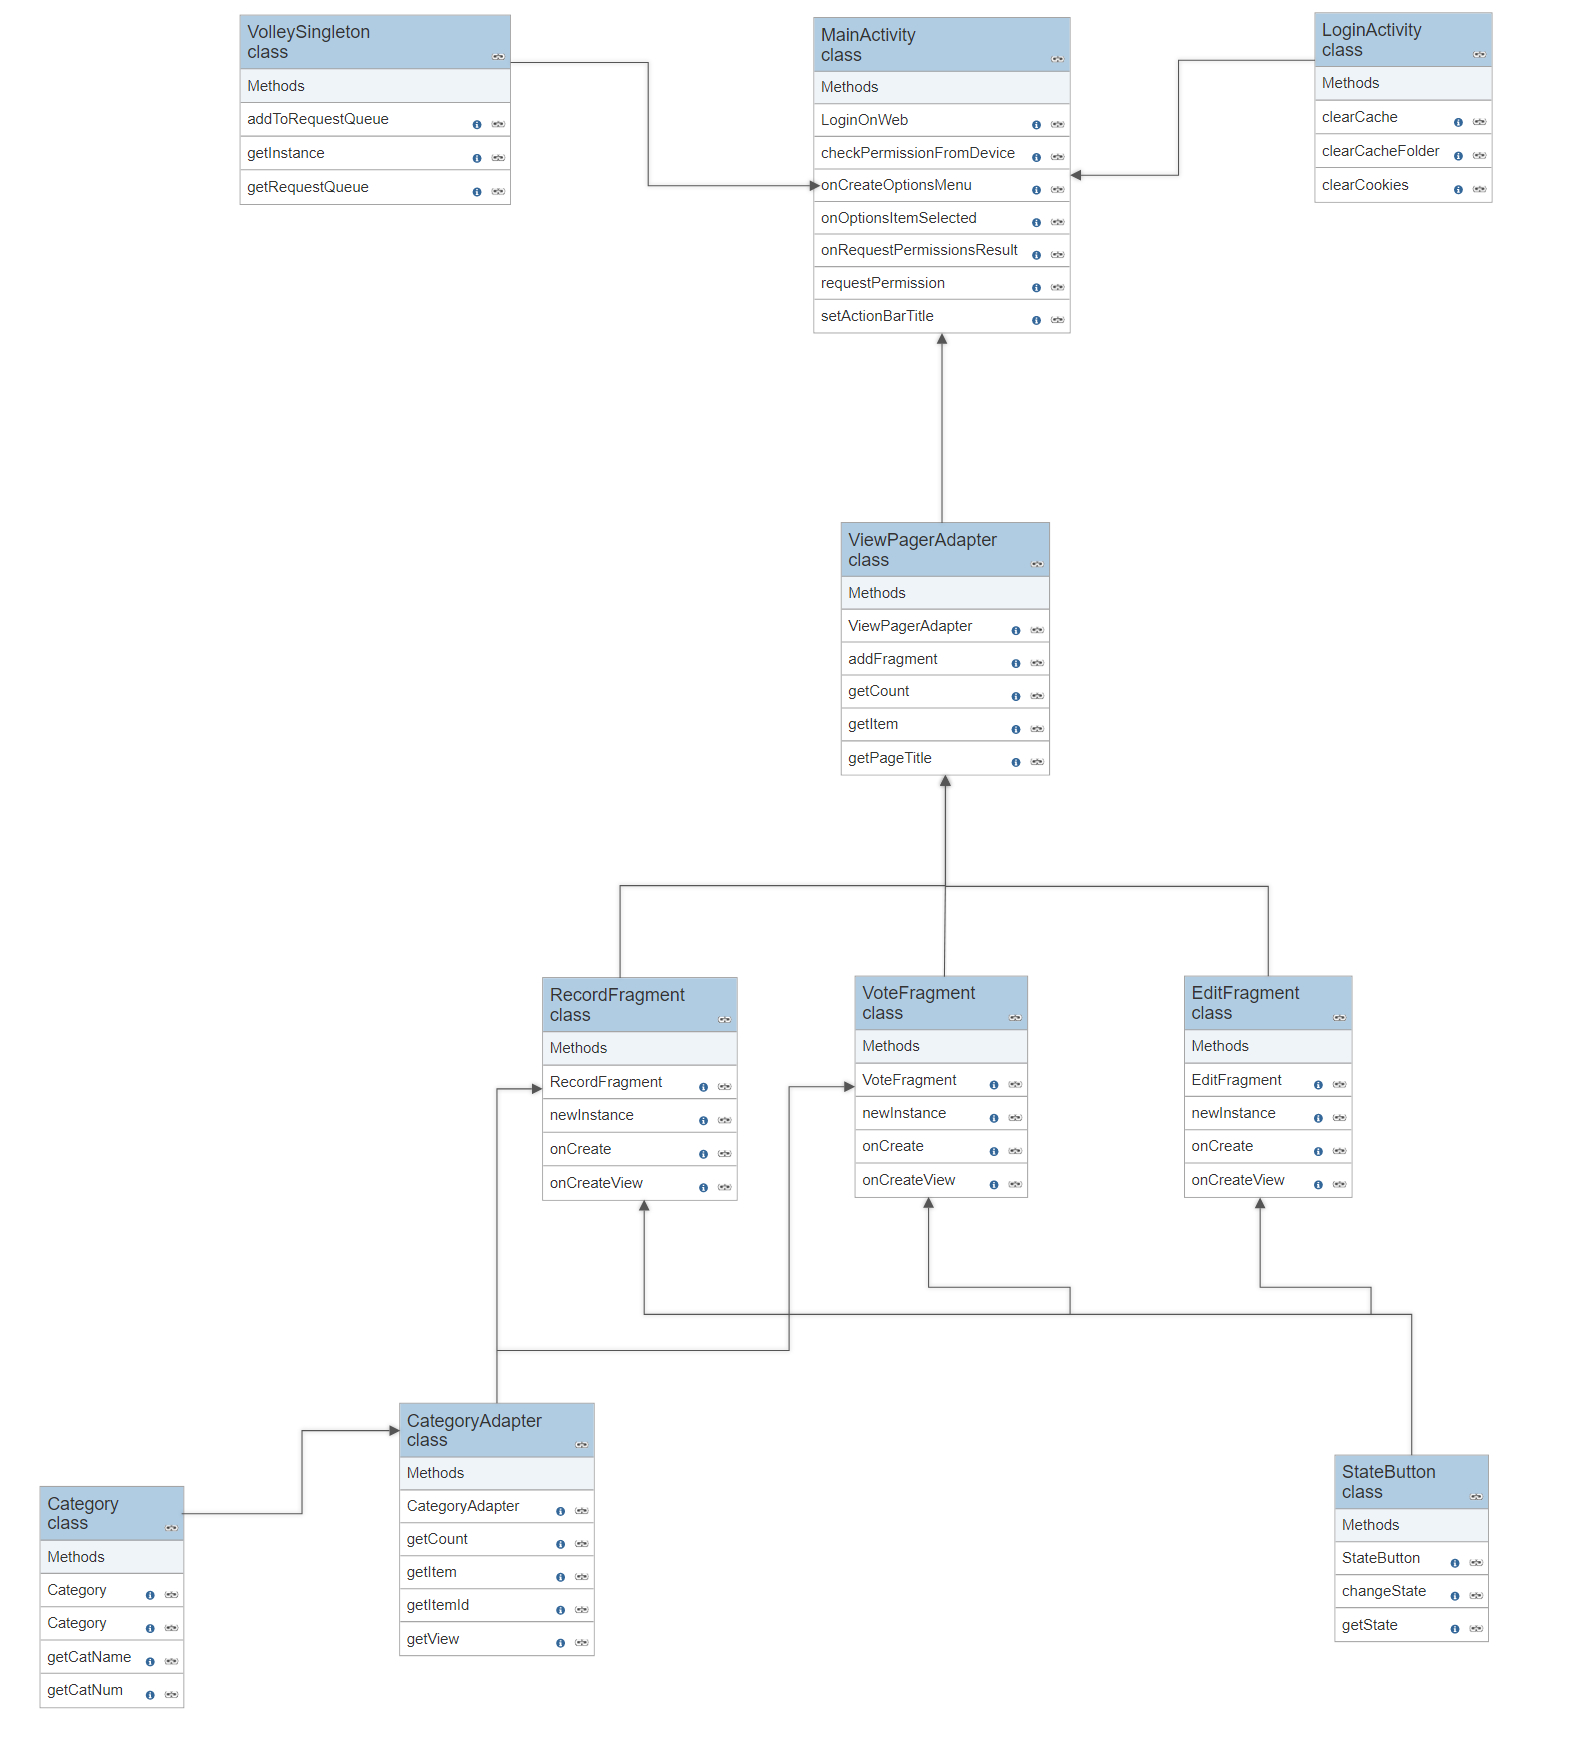 VolleySingleton
class
Methods
addToRequestQueue
getInstance
getRequestQueue
MainActivity
class
Methods
LoginOnWeb
checkPermissionFromDevice
onCreateOptionsMenu
onOptionsItemSelected
onRequestPermissionsResult
requestPermission
setActionBarTitle
LoginActivity
class
Methods
clearCache
clearCacheFolder
clearCookies
ViewPagerAdapter
class
Methods
ViewPagerAdapter
addFragment
getCount
getItem
getPageTitle
RecordFragment
class
Methods
RecordFragment
newInstance
onCreate
onCreateView
VoteFragment
class
Methods
VoteFragment
newInstance
onCreate
onCreateView
EditFragment
class
Methods
EditFragment
newInstance
onCreate
onCreateView
Category
class
Methods
Category
Category
getCatName
getCatNum
CategoryAdapter
class
Methods
CategoryAdapter
getCount
getItem
getItemId
getView
StateButton
class
Methods
StateButton
changeState
getState